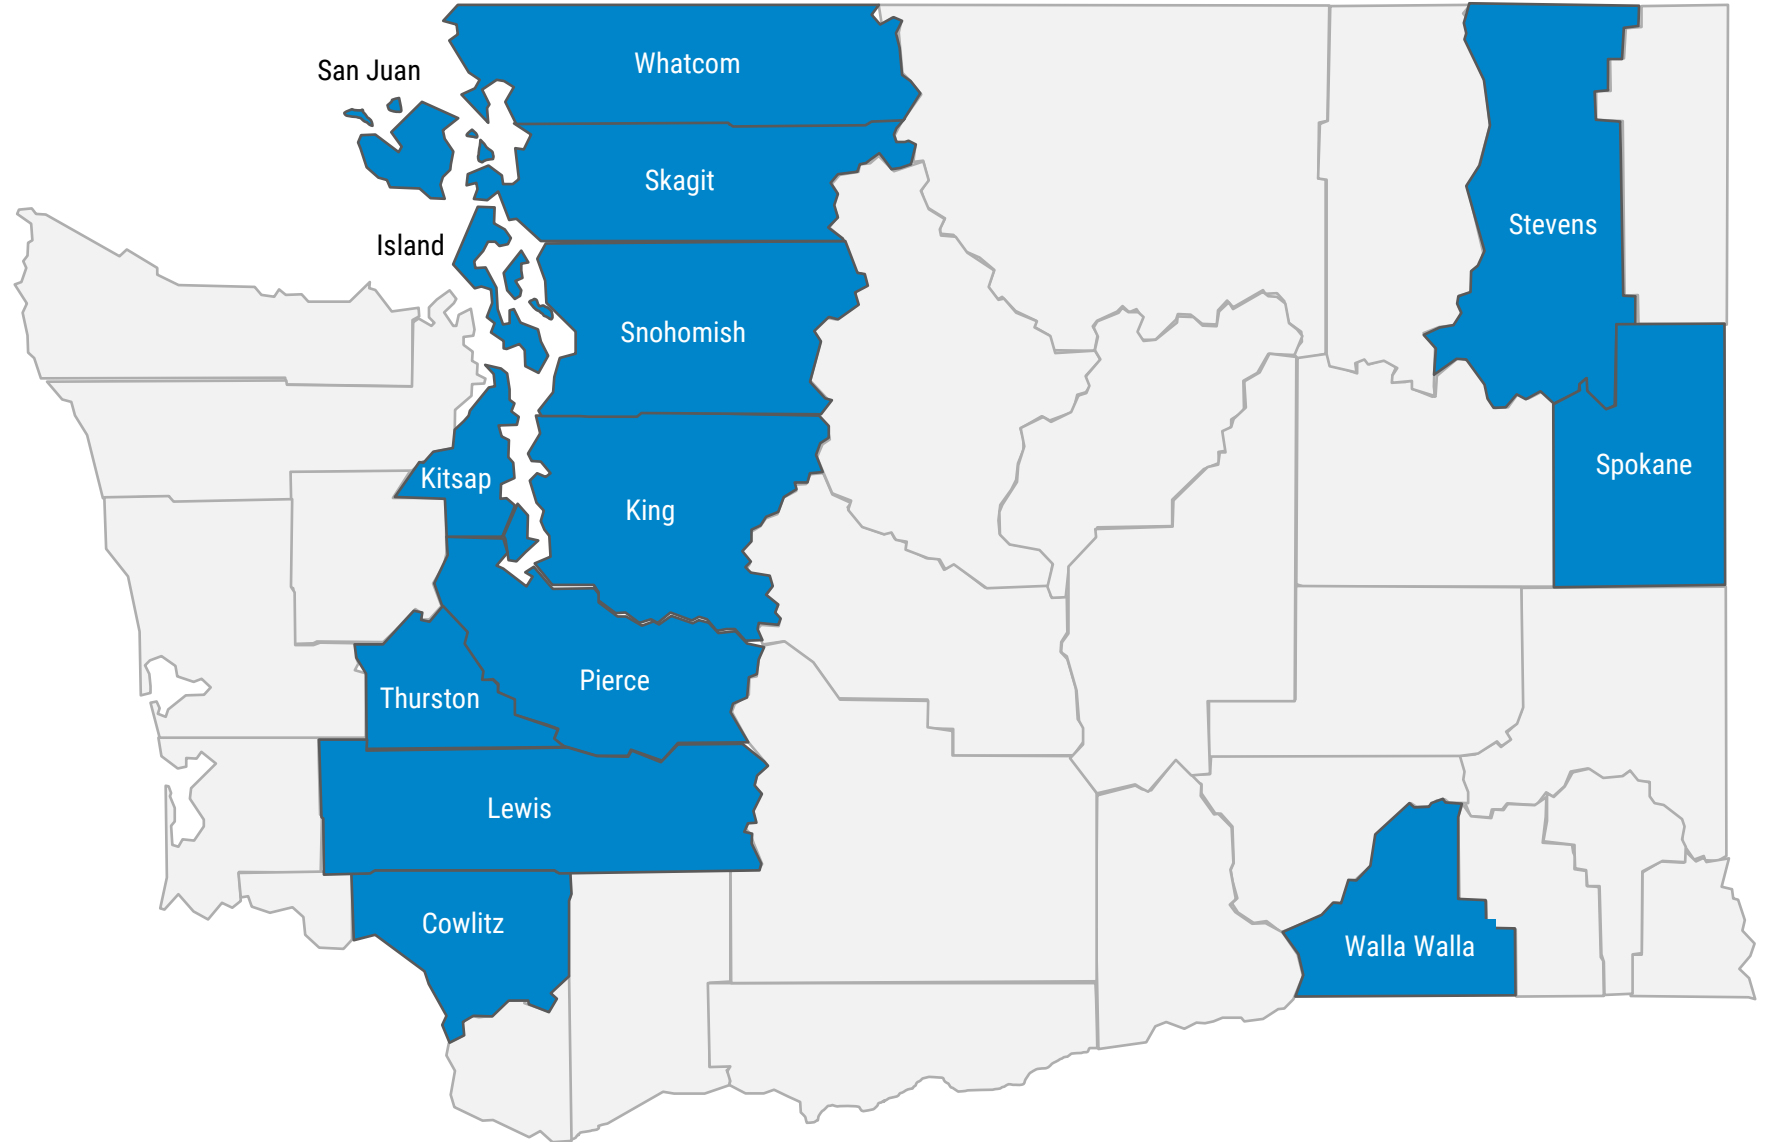 Whatcom
San Juan
Skagit
Stevens
Island
Snohomish
Spokane
Kitsap
King
Pierce
Thurston
Lewis
Cowlitz
Walla Walla